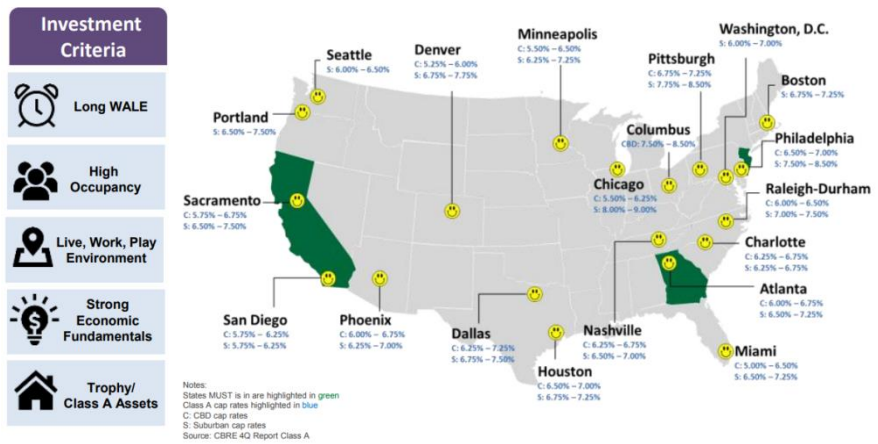 Investment
Criteria
Long WALE
High
Occupancy
Live, Work, Play
Environment
Strong
Economic
Fundamentals
Trophy/
Class A Assets
Seattle
S: 6.00% – 6.50%
Portland
S: 6.50% – 7.50%
Sacramento
C: 5.75% – 6.75%
S: 6.50% – 7.50%
San Diego
C: 5.75% – 6.25%
S: 5.75% – 6.25%
Phoenix
C: 6.00% – 6.75%
S: 6.25% – 7.00%
Denver
C: 5.25% – 6.00%
S: 6.75% – 7.75%
Minneapolis
C: 5.50% – 6.50%
S: 6.25% – 7.25%
Chicago
C: 5.50% – 6.25%
S: 8.00% – 9.00%
Columbus
CBD: 7.50% – 8.50%
Pittsburgh
C: 6.75% – 7.25%
S: 7.75% – 8.50%
Washington, D.C.
S: 6.00% – 7.00%
Boston
S: 6.75% – 7.25%
Philadelphia
C: 6.50% – 7.00%
S: 7.50% – 8.50%
Raleigh-Durham
C: 6.00% – 6.50%
S: 7.00% – 7.50%
Charlotte
C: 6.25% – 6.75%
S: 6.25% – 6.75%
Atlanta
C: 6.00% – 6.75%
S: 6.50% – 7.25%
Dallas
C: 6.25% – 7.25%
S: 6.75% – 7.50%
Houston
C: 6.50% – 7.00%
S: 6.75% – 7.25%
Nashville
C: 6.25% – 6.75%
S: 6.50% – 7.00%
Miami
C: 5.00% – 6.50%
S: 6.50% – 7.25%
Notes:
States MUST is in are highlighted in green
Class A cap rates highlighted in blue
C: CBD cap rates
S: Suburban cap rates
Source: CBRE 4Q Report Class A